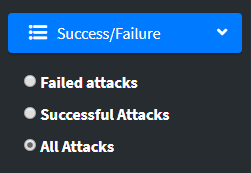 Success/Failure
Failed attacks
Successful Attacks
All Attacks